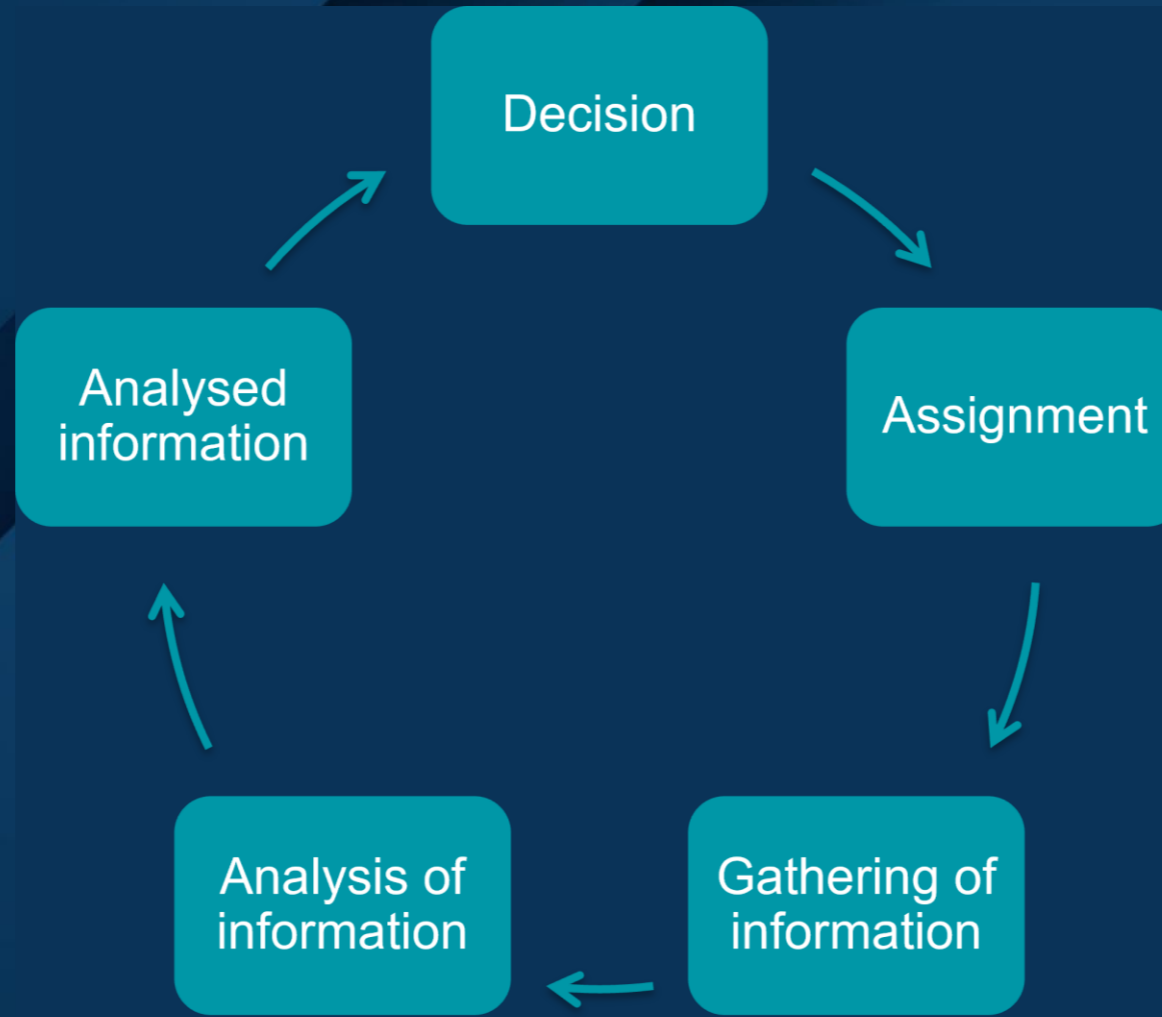 Decision
Assignment
Gathering of
information
Analysis of
information
Analysed
information